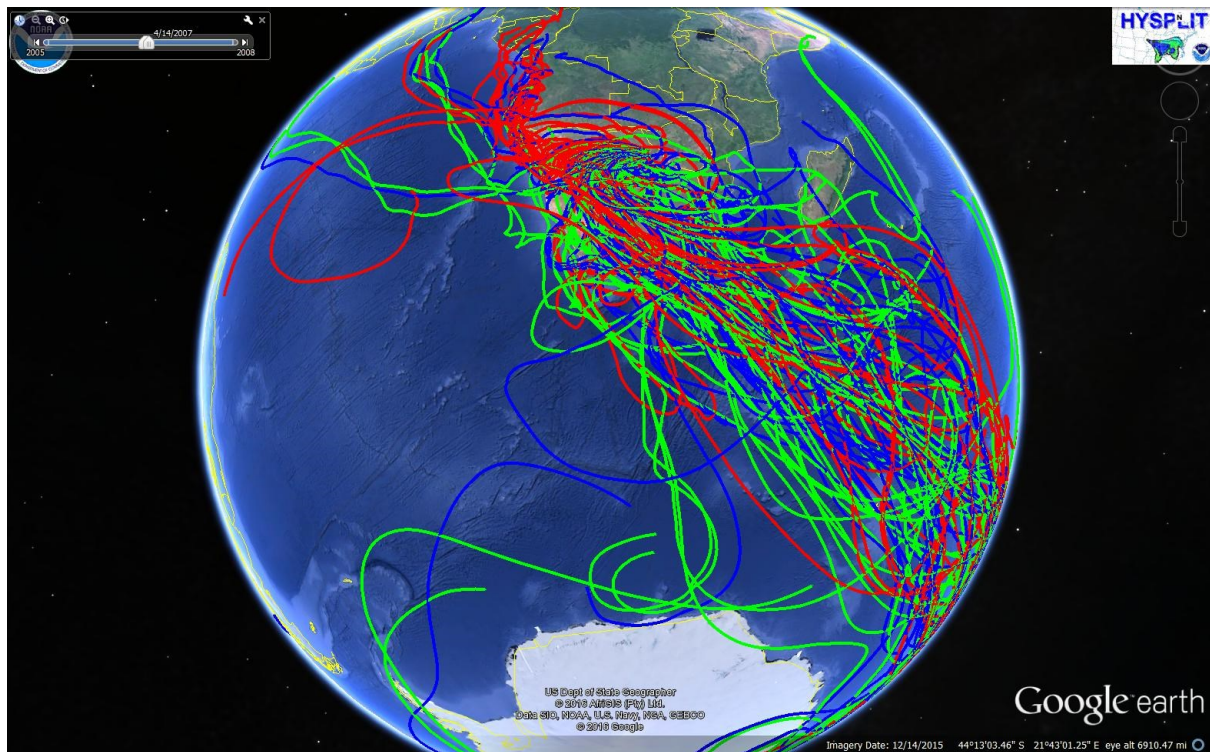 4/14/2007
NOAA
2005
2008
HYSPLIT
US Dept of State Geographer
© 2016 AfriGIS (Pty) Ltd.
Data SIO, NOAA, U.S. Navy, NGA, GEBCO
© 2016 Google
Google earth
Imagery Date: 12/14/2015 44°13'03.46" S 21°43'01.25" E eye alt 6910.47 mi